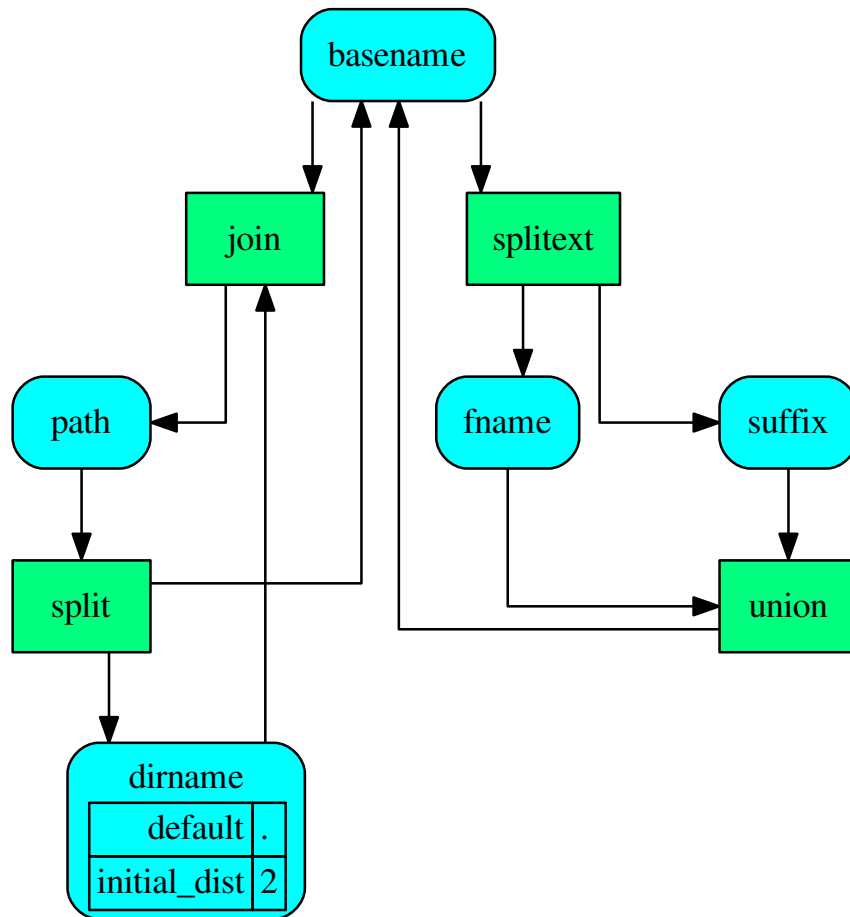 basename
join
splitext
path
fname
suffix
split
union
dirname
default .
initial_dist 2